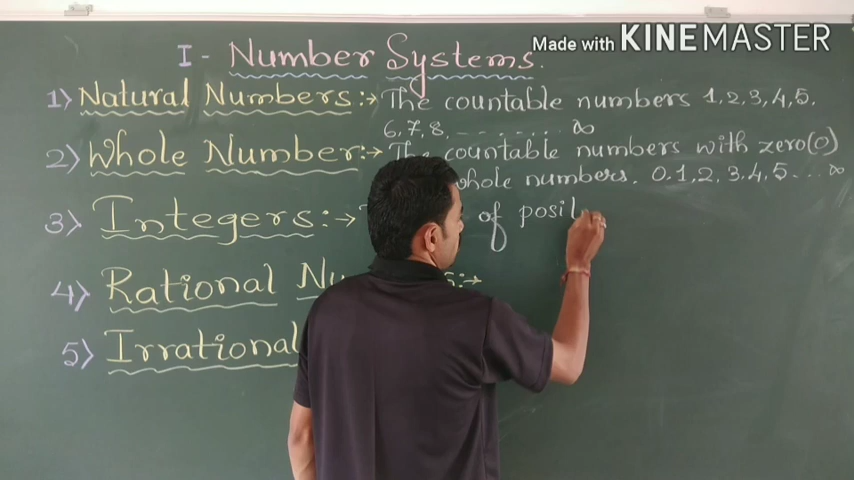 Made with KINEMASTER
I - Number Systems.
1) Natural Numbers:→ The countable numbers 1,2,3,4,5,
6,7,8, - - - - - - - ∞
2) Whole Number:→ The countable numbers with zero(0)
whole numbers. 0.1,2, 3,4,5 - - - ∞
3) Integers:→ of posi
4) Rational :→
5) Irrational